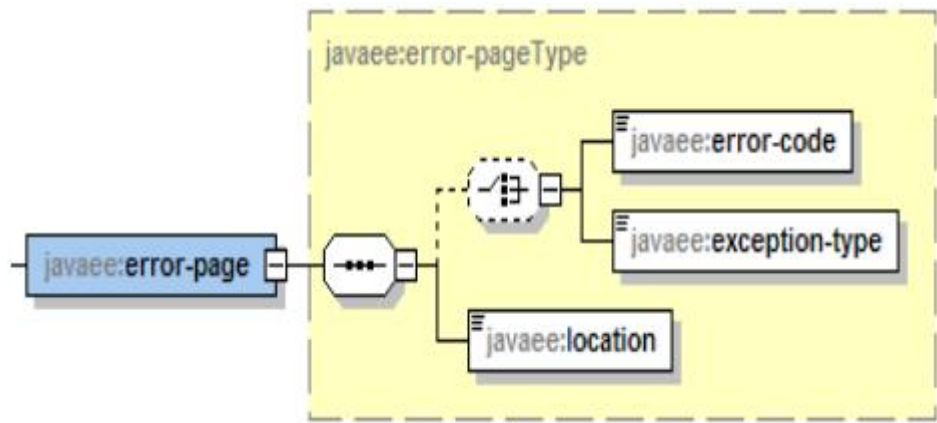 javaee:error-pageType
javaee:error-code
javaee:exception-type
javaee:error-page
javaee:location